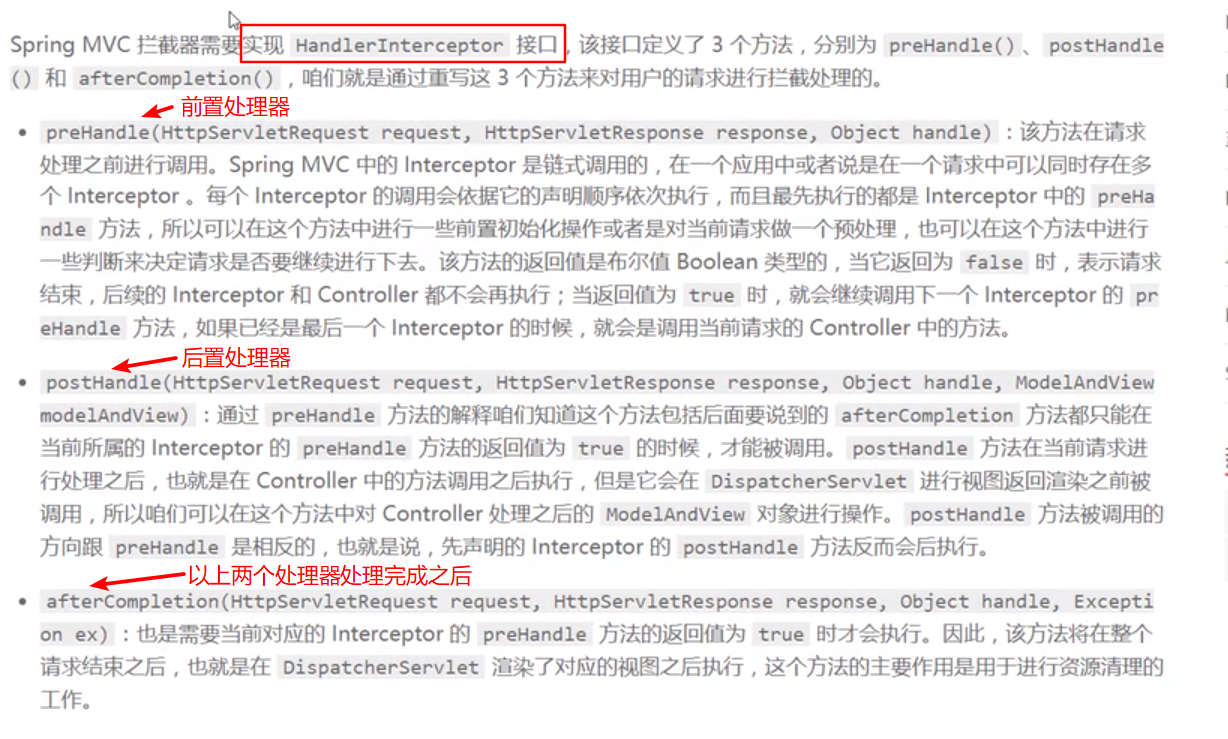 Spring MVC 拦截器需要实现 HandlerInterceptor 接口，该接口定义了 3 个方法，分别为 preHandle()、 postHandle
() 和 afterCompletion() ，咱们就是通过重写这 3 个方法来对用户的请求进行拦截处理的。
前置处理器
• preHandle(HttpServletRequest request, HttpServletResponse response, Object handle) ：该方法在请求
处理之前进行调用。Spring MVC 中的 Interceptor 是链式调用的，在一个应用中或者说是在一个请求中可以同时存在多
个 Interceptor 。每个 Interceptor 的调用会依据它的声明顺序依次执行，而且最先执行的都是 Interceptor 中的 preHa
ndle 方法，所以可以在这个方法中进行一些前置初始化操作或者是对当前请求做一个预处理，也可以在这个方法中进行
一些判断来决定请求是否要继续进行下去。该方法的返回值是布尔值 Boolean 类型的，当它返回为 false 时，表示请求
结束，后续的 Interceptor 和 Controller 都不会再执行；当返回值为 true 时，就会继续调用下一个 Interceptor 的 pr
eHandle 方法，如果已经是最后一个 Interceptor 的时候，就会是调用当前请求的 Controller 中的方法。
后置处理器
• postHandle(HttpServletRequest request, HttpServletResponse response, Object handle, ModelAndView
modelAndView) ：通过 preHandle 方法的解释咱们知道这个方法包括后面要说到的 afterCompletion 方法都只能在
当前所属的 Interceptor 的 preHandle 方法的返回值为 true 的时候，才能被调用。 postHandle 方法在当前请求进
行处理之后，也就是在 Controller 中的方法调用之后执行，但是它会在 DispatcherServlet 进行视图返回渲染之前被
调用，所以咱们可以在这个方法中对 Controller 处理之后的 ModelAndView 对象进行操作。 postHandle 方法被调用的
方向跟 preHandle 是相反的，也就是说，先声明的 Interceptor 的 postHandle 方法反而会后执行。
以上两个处理器处理完成之后
• afterCompletion(HttpServletRequest request, HttpServletResponse response, Object handle, Excepti
on ex) ：也是需要当前对应的 Interceptor 的 preHandle 方法的返回值为 true 时才会执行。因此，该方法将在整个
请求结束之后，也就是在 DispatcherServlet 渲染了对应的视图之后执行，这个方法的主要作用是用于进行资源清理的
工作。